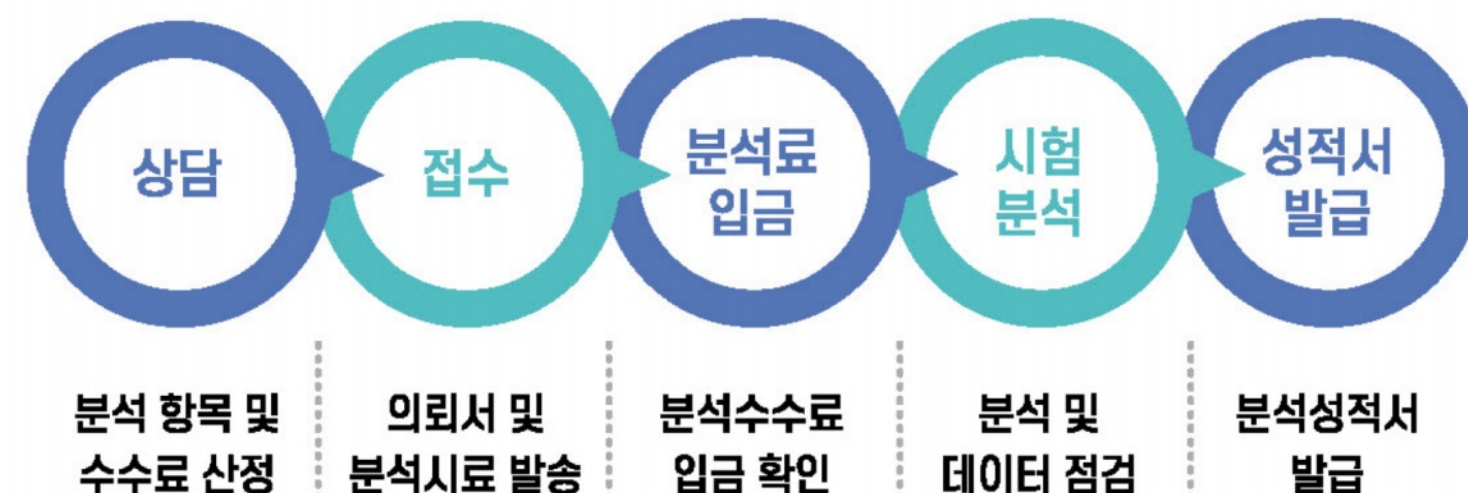 상담
접수
분석료
입금
시험
분석
성적서
발급
분석 항목 및
수수료 산정
의뢰서 및
분석시료 발송
분석수수료
입금 확인
분석 및
데이터 점검
분석성적서
발급